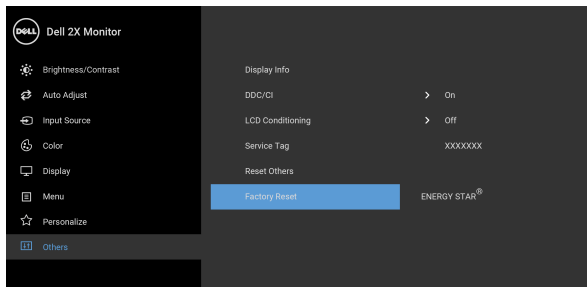 DELL Dell 2X Monitor
Brightness/Contrast
Auto Adjust
Input Source
Color
Display
Menu
Personalize
Others
Display Info
DDC/CI > On
LCD Conditioning > Off
Service Tag XXXXXXX
Reset Others
Factory Reset ENERGY STAR®